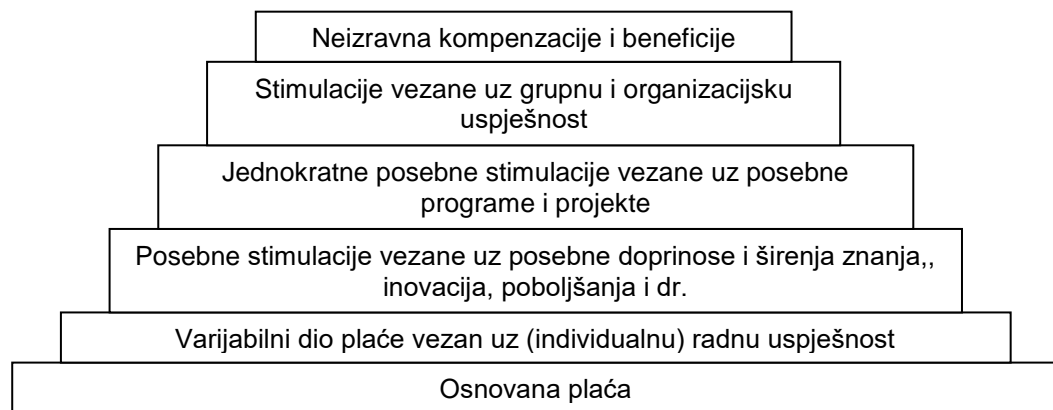 Neizravna kompenzacije i beneficije
Stimulacije vezane uz grupnu i organizacijsku
uspješnost
Jednokratne posebne stimulacije vezane uz posebne
programe i projekte
Posebne stimulacije vezane uz posebne doprinose i širenja znanja,,
inovacija, poboljšanja i dr.
Varijabilni dio plaće vezan uz (individualnu) radnu uspješnost
Osnovana plaća